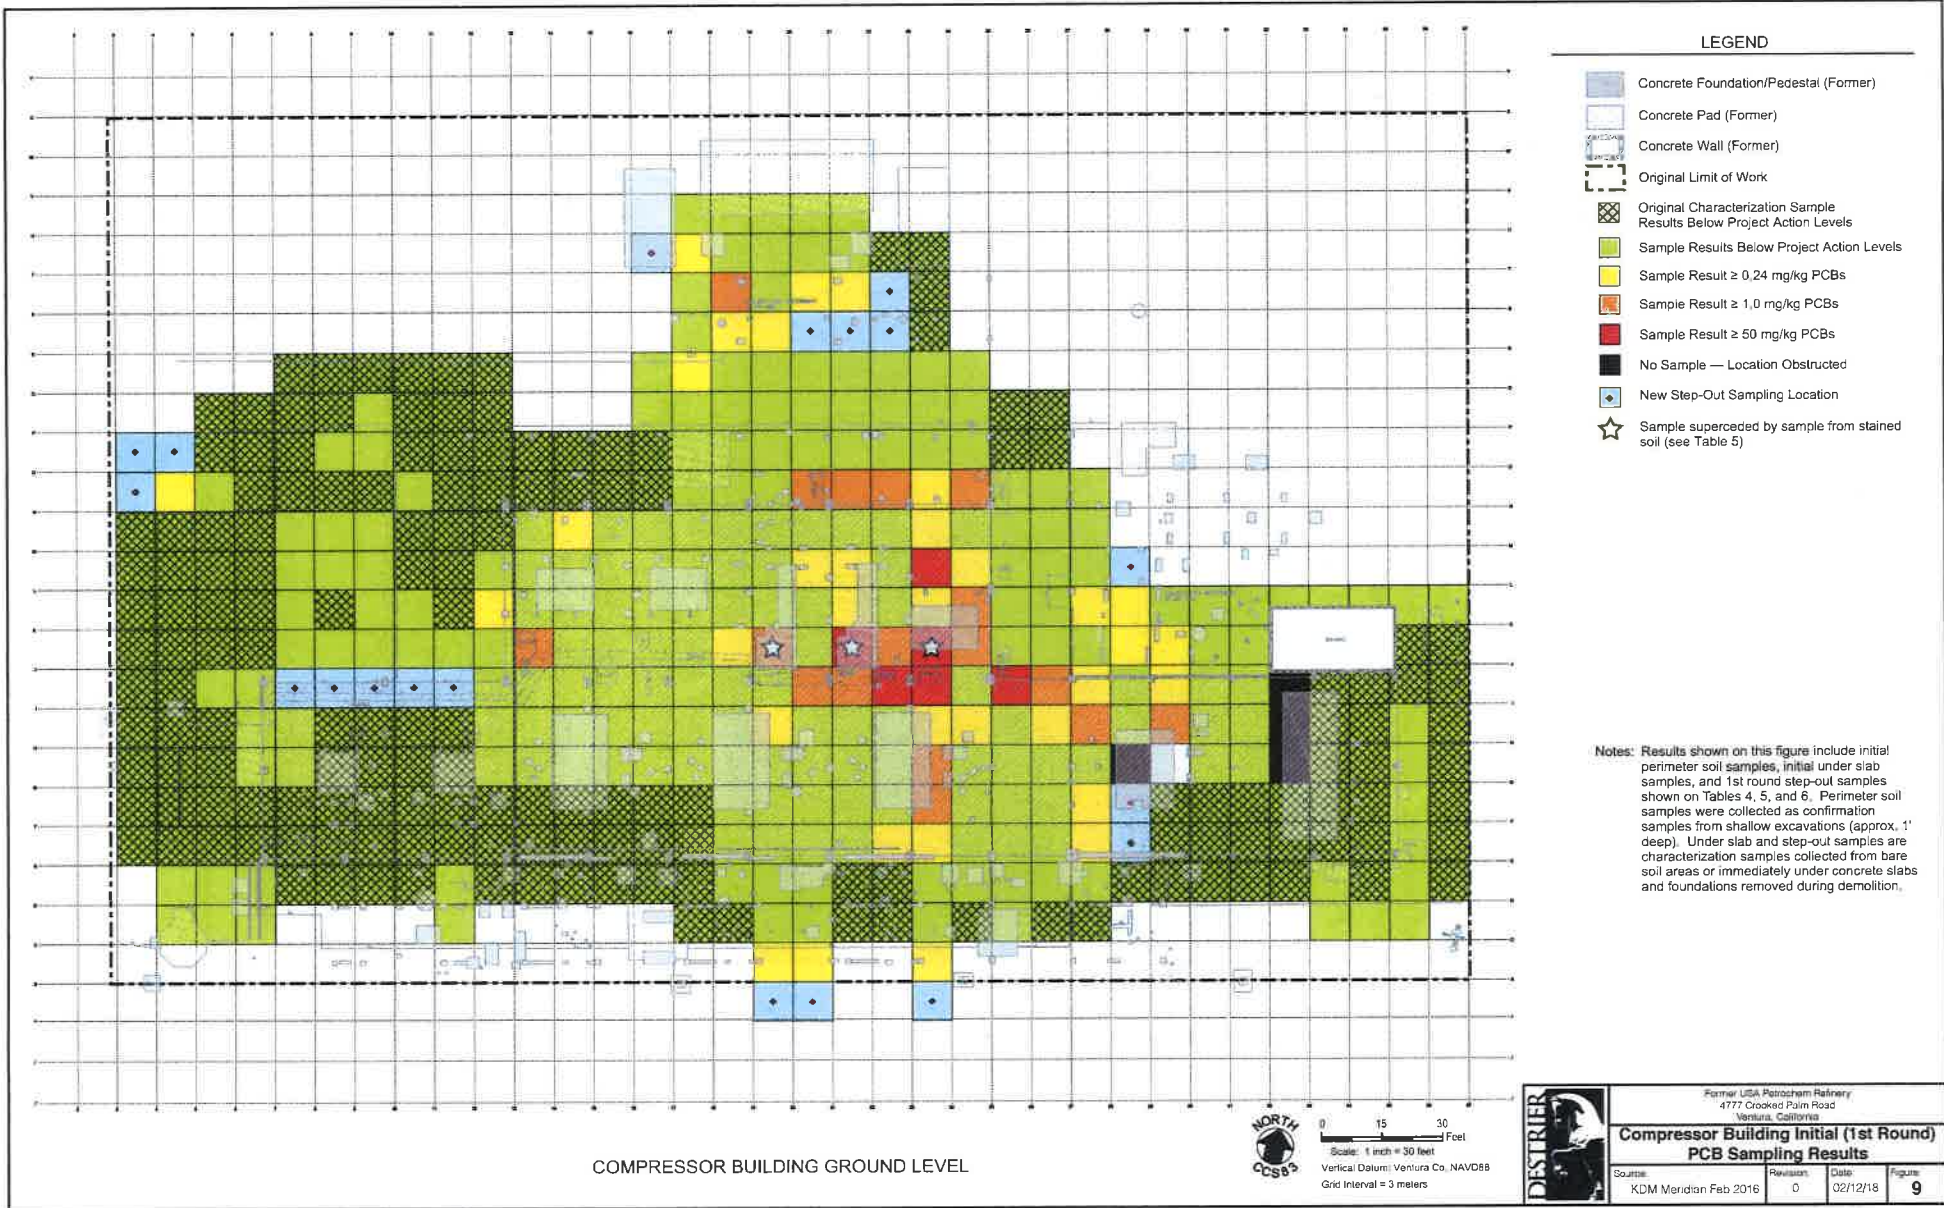 LEGEND
Concrete Foundation/Pedestal (Former)
Concrete Pad (Former)
Concrete Wall (Former)
Original Limit of Work
Original Characterization Sample
Results Below Project Action Levels
Sample Results Below Project Action Levels
Sample Result ≥ 0.24 mg/kg PCBs
Sample Result ≥ 1.0 mg/kg PCBs
Sample Result ≥ 50 mg/kg PCBs
No Sample — Location Obstructed
New Step-Out Sampling Location
Sample superceded by sample from stained
soil (see Table 5)
Notes: Results shown on this figure include initial
perimeter soil samples, initial under slab
samples, and 1st round step-out samples
shown on Tables 4, 5, and 6. Perimeter soil
samples were collected as confirmation
samples from shallow excavations (approx. 1'
deep). Under slab and step-out samples are
characterization samples collected from bare
soil areas or immediately under concrete slabs
and foundations removed during demolition.
COMPRESSOR BUILDING GROUND LEVEL
NORTH
CCS83
0 15 30
Feet
Scale: 1 inch = 30 feet
Vertical Datum: Ventura Co. NAVD88
Grid Interval = 3 meters
DESTRIER
Former USA Petrochem Refinery
4777 Crooked Palm Road
Ventura, California
Compressor Building Initial (1st Round)
PCB Sampling Results
Source: KDM Meridian Feb 2016
Revision: 0
Date: 02/12/18
Figure: 9